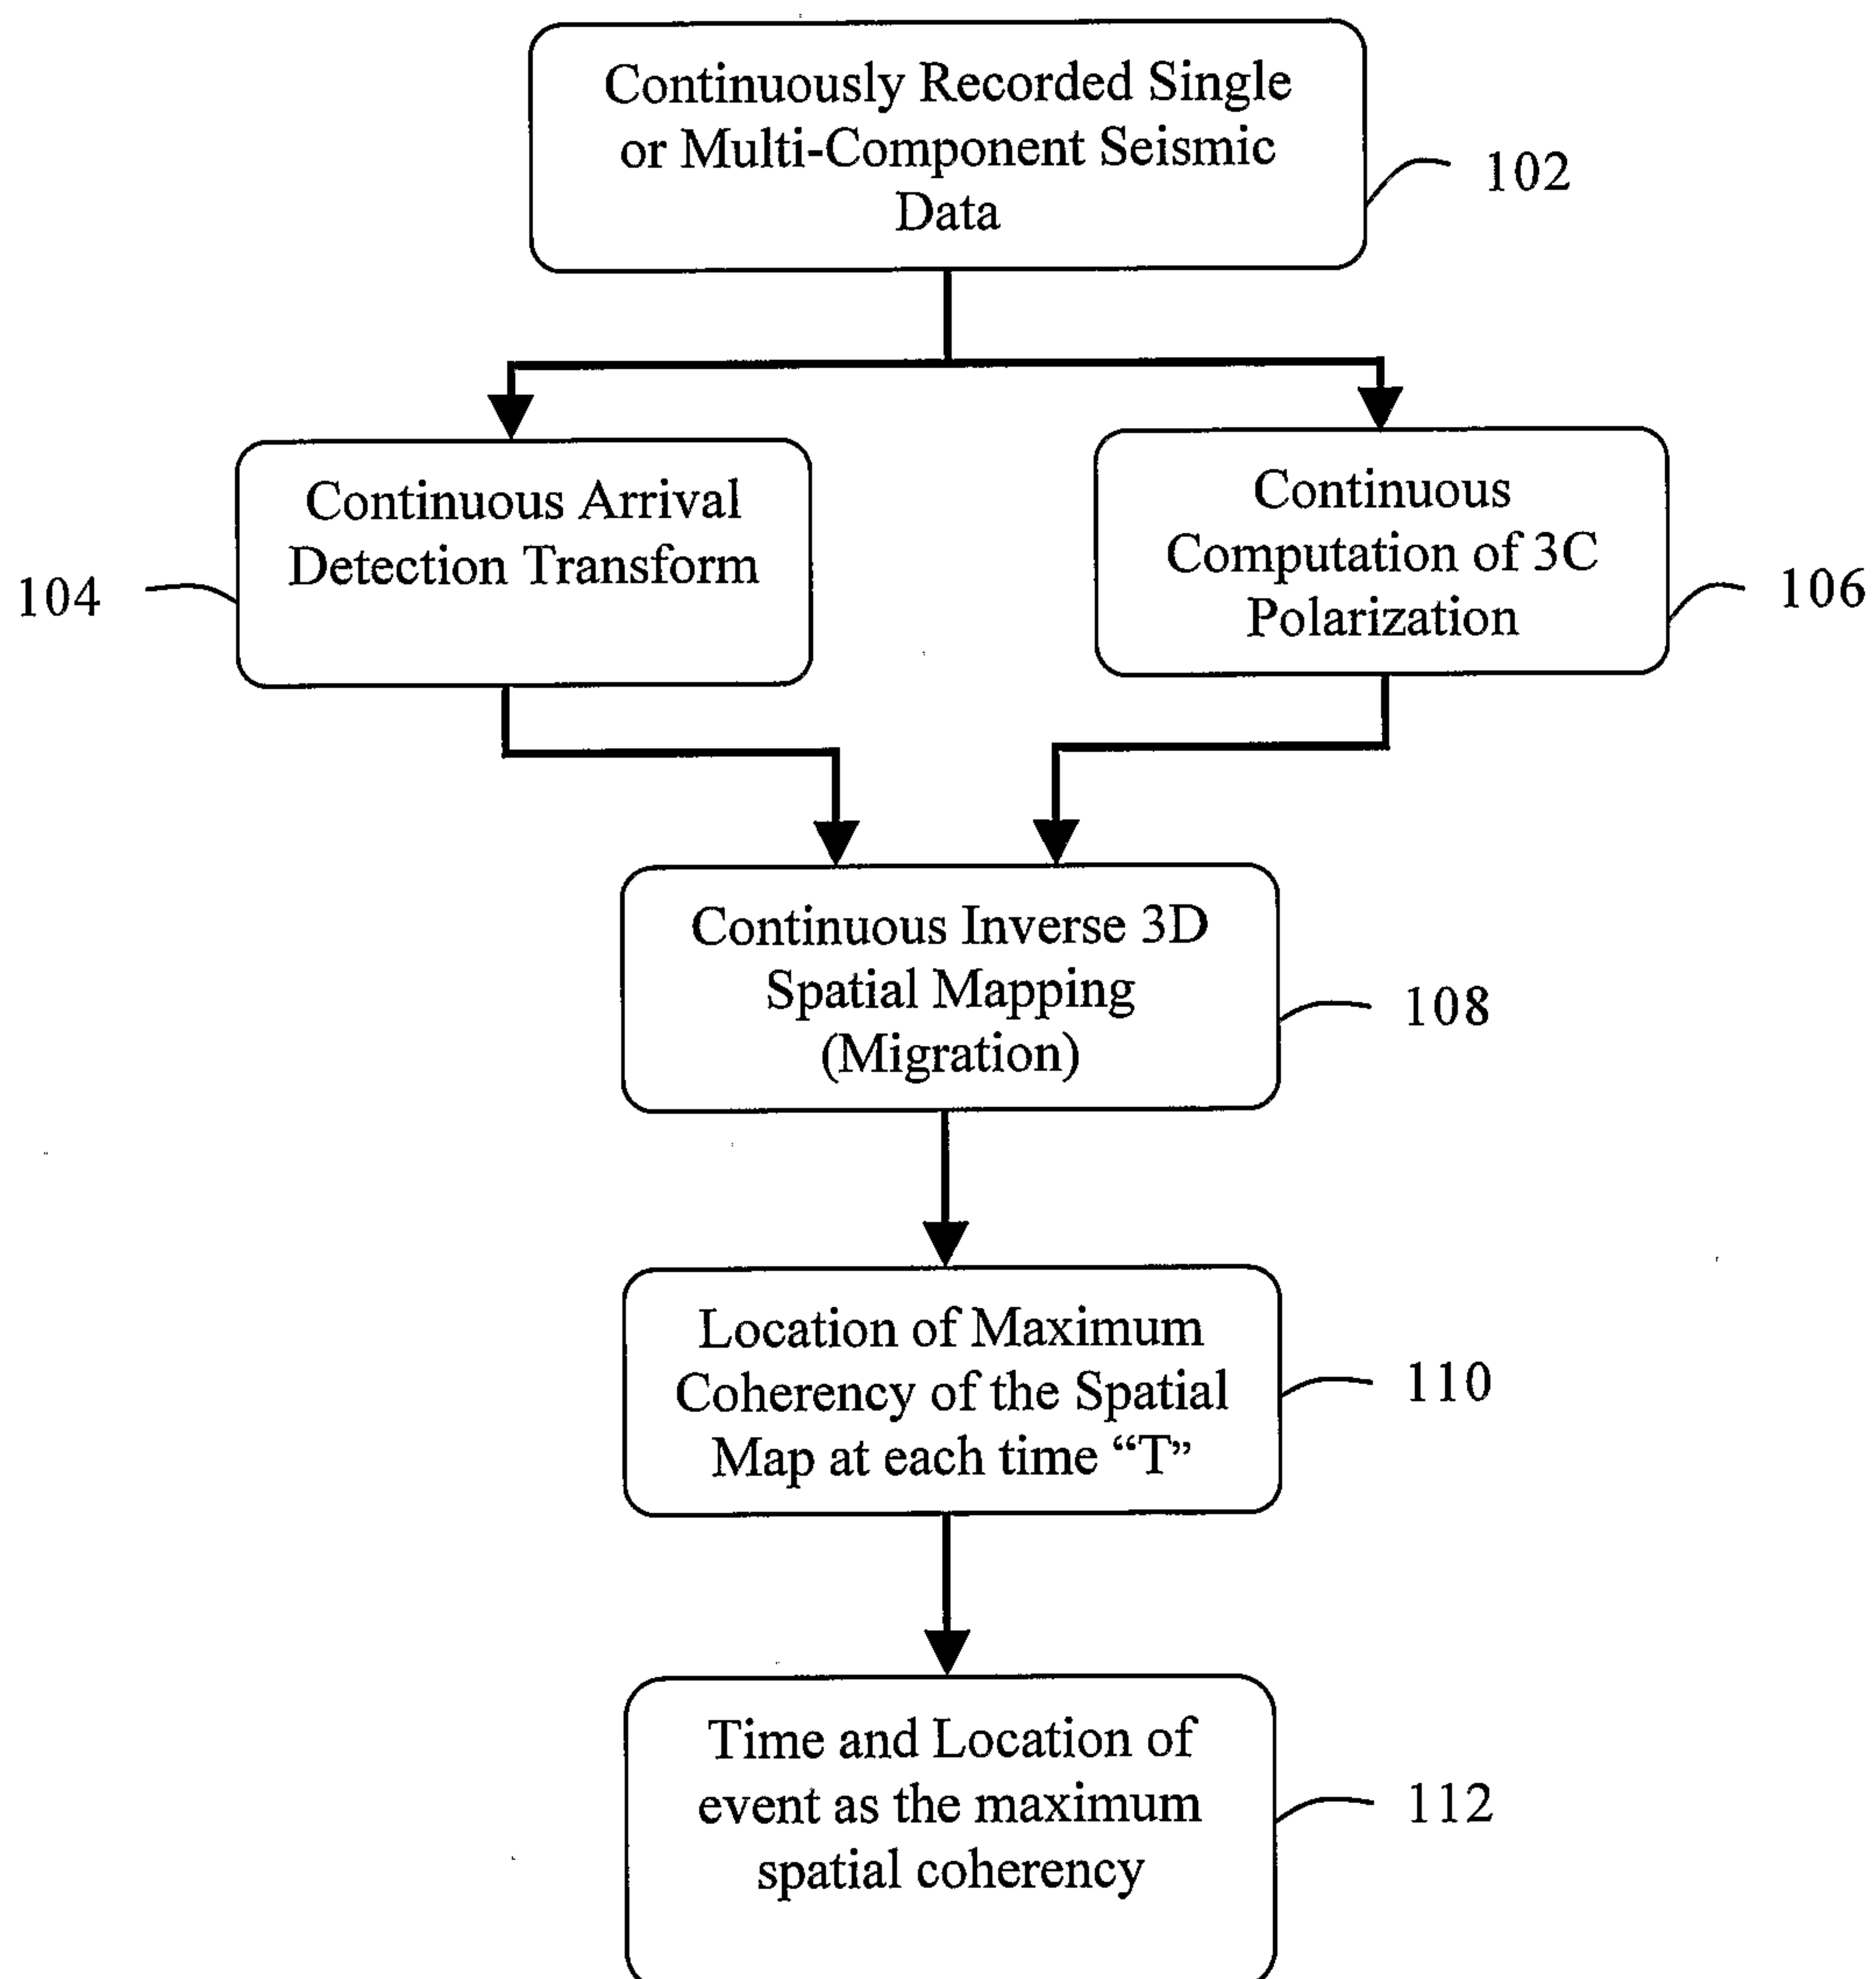 Continuously Recorded Single
or Multi-Component Seismic
Data
102
Continuous Arrival
Detection Transform
104
Continuous
Computation of 3C
Polarization
106
Continuous Inverse 3D
Spatial Mapping
(Migration)
108
Location of Maximum
Coherency of the Spatial
Map at each time “T”
110
Time and Location of
event as the maximum
spatial coherency
112